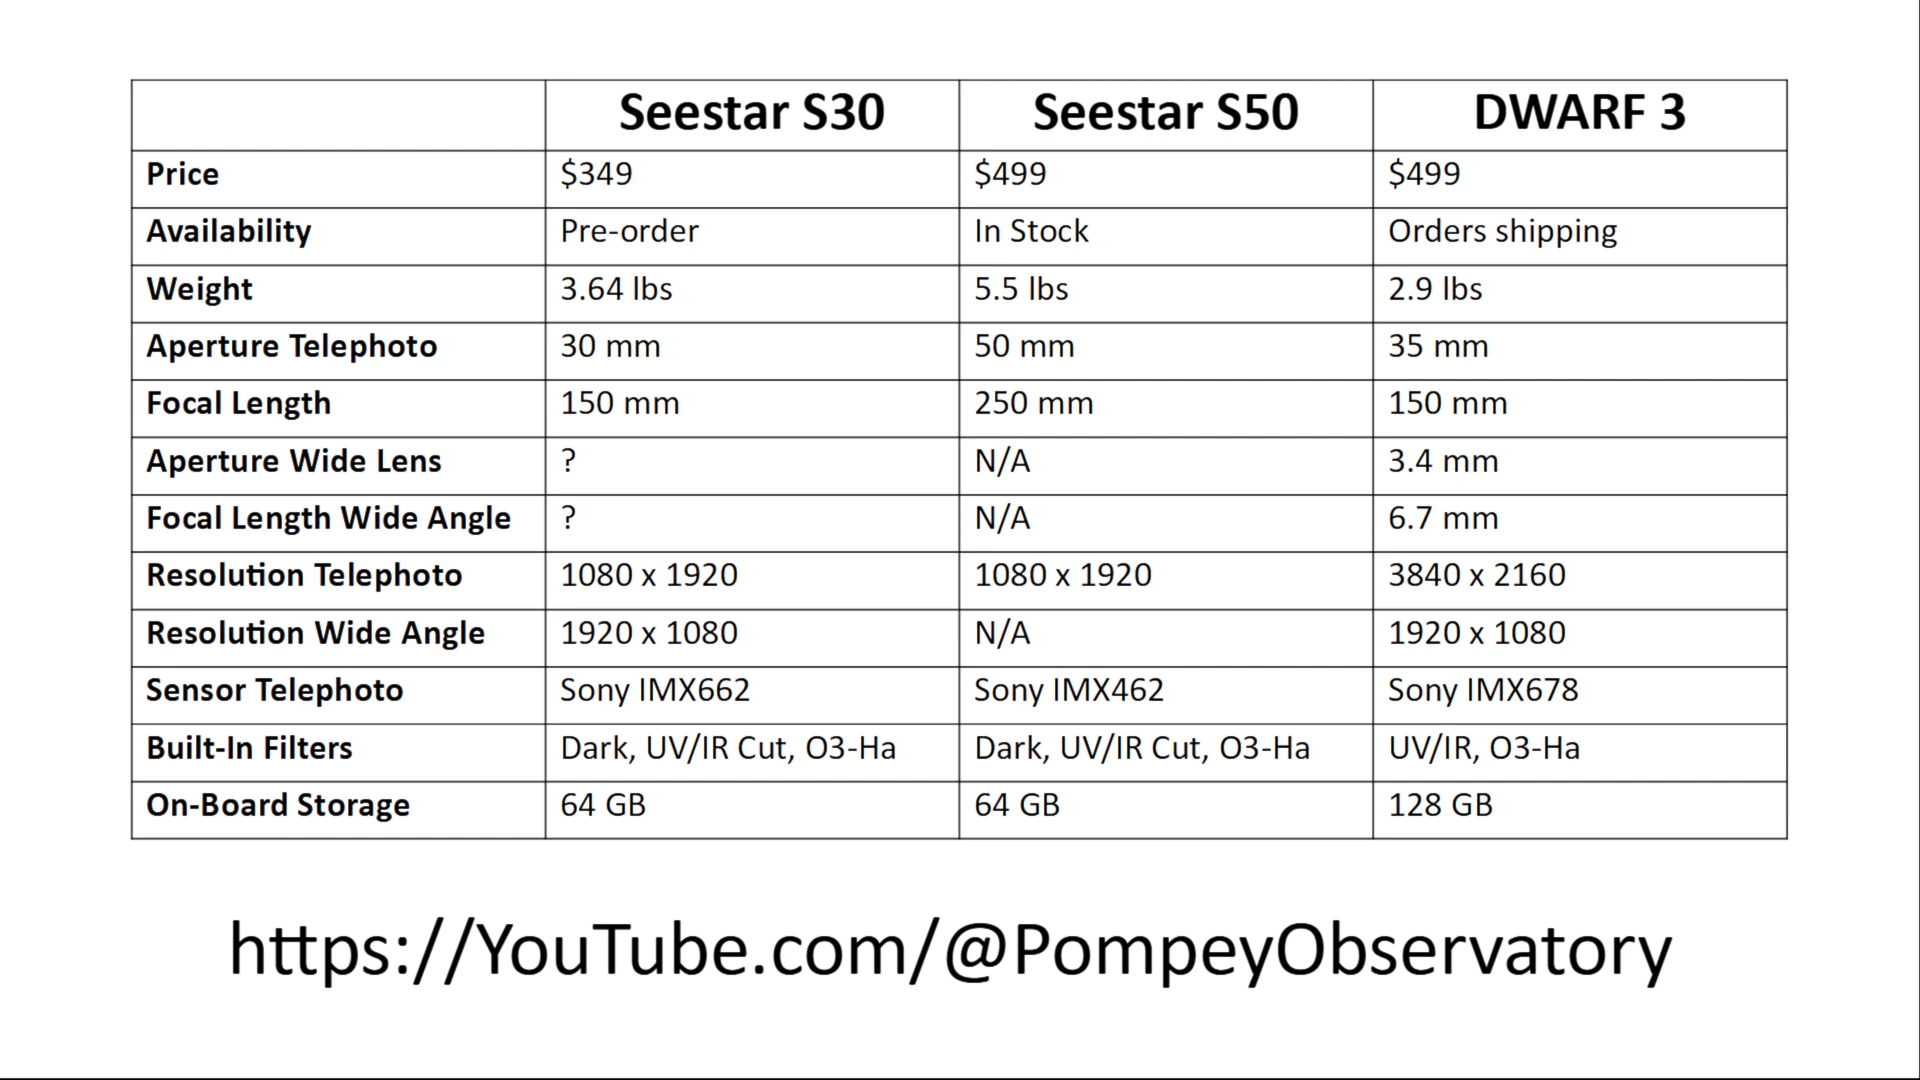 Seestar S30 Seestar S50 DWARF 3
Price $349 $499 $499
Availability Pre-order In Stock Orders shipping
Weight 3.64 lbs 5.5 lbs 2.9 lbs
Aperture Telephoto 30 mm 50 mm 35 mm
Focal Length 150 mm 250 mm 150 mm
Aperture Wide Lens ? N/A 3.4 mm
Focal Length Wide Angle ? N/A 6.7 mm
Resolution Telephoto 1080 x 1920 1080 x 1920 3840 x 2160
Resolution Wide Angle 1920 x 1080 N/A 1920 x 1080
Sensor Telephoto Sony IMX662 Sony IMX462 Sony IMX678
Built-In Filters Dark, UV/IR Cut, O3-Ha Dark, UV/IR Cut, O3-Ha UV/IR, O3-Ha
On-Board Storage 64 GB 64 GB 128 GB
https://YouTube.com/@PompeyObservatory